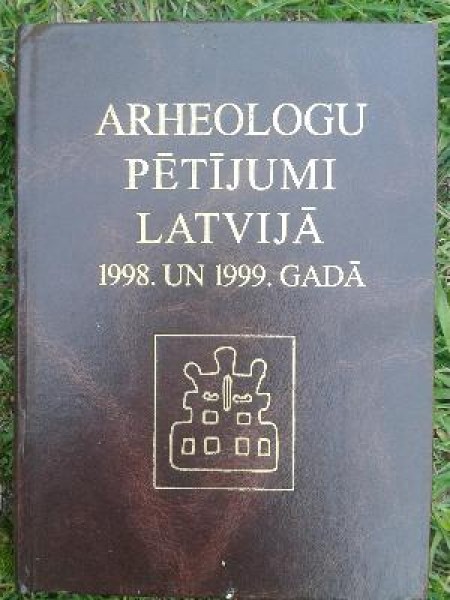 ARHEOLOGU
PĒTĪJUMI
LATVIJĀ
1998. UN 1999. GADĀ